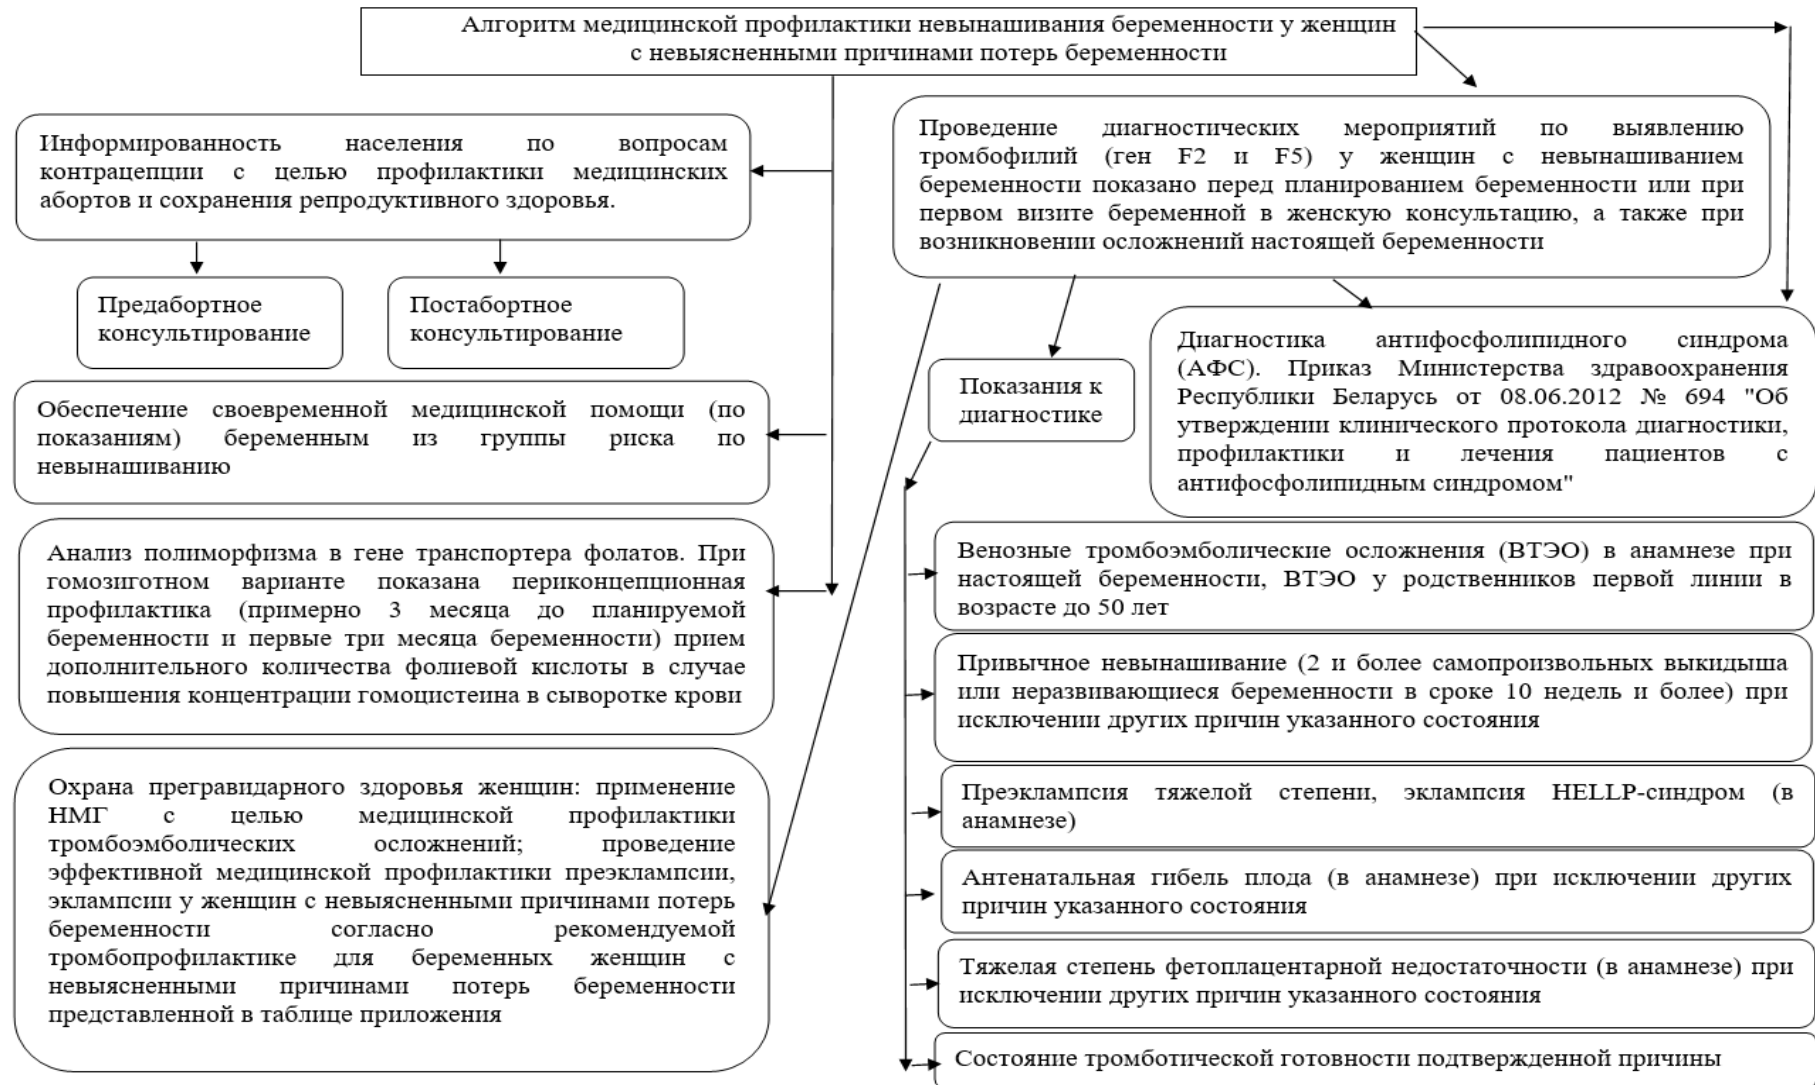 Алгоритм медицинской профилактики невынашивания беременности у женщин
с невыясненными причинами потерь беременности
Информированность населения по вопросам
контрацепции с целью профилактики медицинских
абортов и сохранения репродуктивного здоровья.
Предабортное
консультирование
Постабортное
консультирование
Обеспечение своевременной медицинской помощи (по
показаниям) беременным из группы риска по
невынашиванию
Анализ полиморфизма в гене транспортера фолатов. При
гомозиготном варианте показана периконцепционная
профилактика (примерно 3 месяца до планируемой
беременности и первые три месяца беременности) прием
дополнительного количества фолиевой кислоты в случае
повышения концентрации гомоцистеина в сыворотке крови
Охрана прегравидарного здоровья женщин: применение
НМГ с целью медицинской профилактики
тромбоэмболических осложнений; проведение
эффективной медицинской профилактики преэклампсии,
эклампсии у женщин с невыясненными причинами потерь
беременности согласно рекомендуемой
тромбопрофилактике для беременных женщин с
невыясненными причинами потерь беременности
представленной в таблице приложения
Проведение диагностических мероприятий по выявлению
тромбофилий (ген F2 и F5) у женщин с невынашиванием
беременности показано перед планированием беременности или при
первом визите беременной в женскую консультацию, а также при
возникновении осложнений настоящей беременности
Показания к
диагностике
Диагностика антифосфолипидного синдрома
(АФС). Приказ Министерства здравоохранения
Республики Беларусь от 08.06.2012 № 694 "Об
утверждении клинического протокола диагностики,
профилактики и лечения пациентов с
антифосфолипидным синдромом"
Венозные тромбоэмболические осложнения (ВТЭО) в анамнезе при
настоящей беременности, ВТЭО у родственников первой линии в
возрасте до 50 лет
Привычное невынашивание (2 и более самопроизвольных выкидыша
или неразвивающиеся беременности в сроке 10 недель и более) при
исключении других причин указанного состояния
Преэклампсия тяжелой степени, эклампсия HELLP-синдром (в
анамнезе)
Антенатальная гибель плода (в анамнезе) при исключении других
причин указанного состояния
Тяжелая степень фетоплацентарной недостаточности (в анамнезе) при
исключении других причин указанного состояния
Состояние тромботической готовности подтвержденной причины